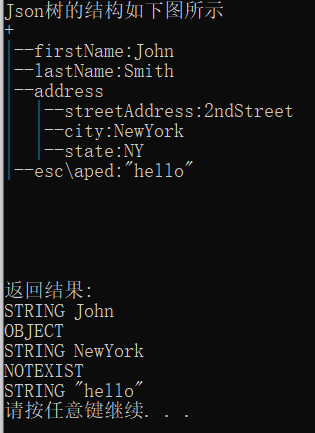 Json树的结构如下图所示
+
|--firstName:John
|--lastName:Smith
|--address
|  |--streetAddress:2ndStreet
|  |--city:NewYork
|  |--state:NY
|--esc\aped:"hello"
返回结果:
STRING John
OBJECT
STRING NewYork
NOTEXIST
STRING "hello"
请按任意键继续. . .